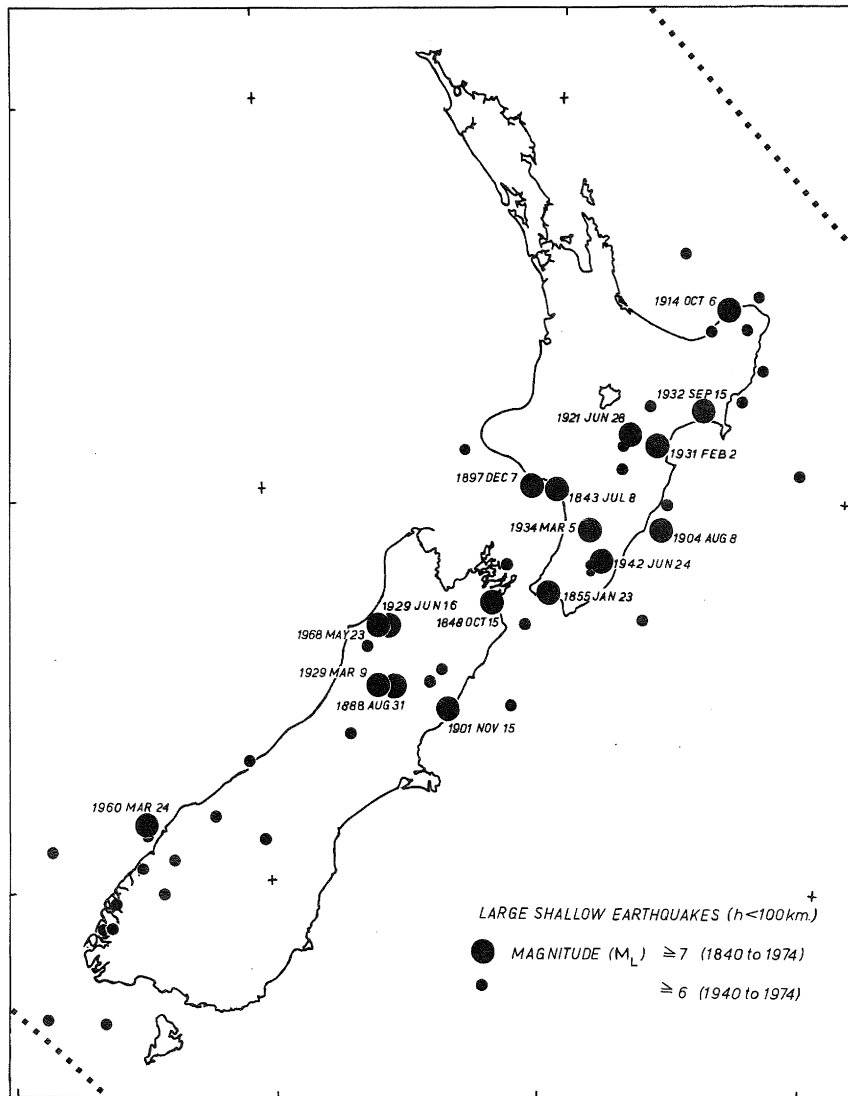 1914 OCT 6
1932 SEP 15
1921 JUN 28
1931 FEB 2
1897 DEC 7
1843 JUL 8
1934 MAR 5
1904 AUG 8
1942 JUN 24
1855 JAN 23
1929 JUN 16
1848 OCT 15
1968 MAY 23
1929 MAR 9
1888 AUG 31
1901 NOV 15
1960 MAR 24
LARGE SHALLOW EARTHQUAKES (h<100km.)
MAGNITUDE (M_L) ≧7 (1840 to 1974)
≧6 (1940 to 1974)